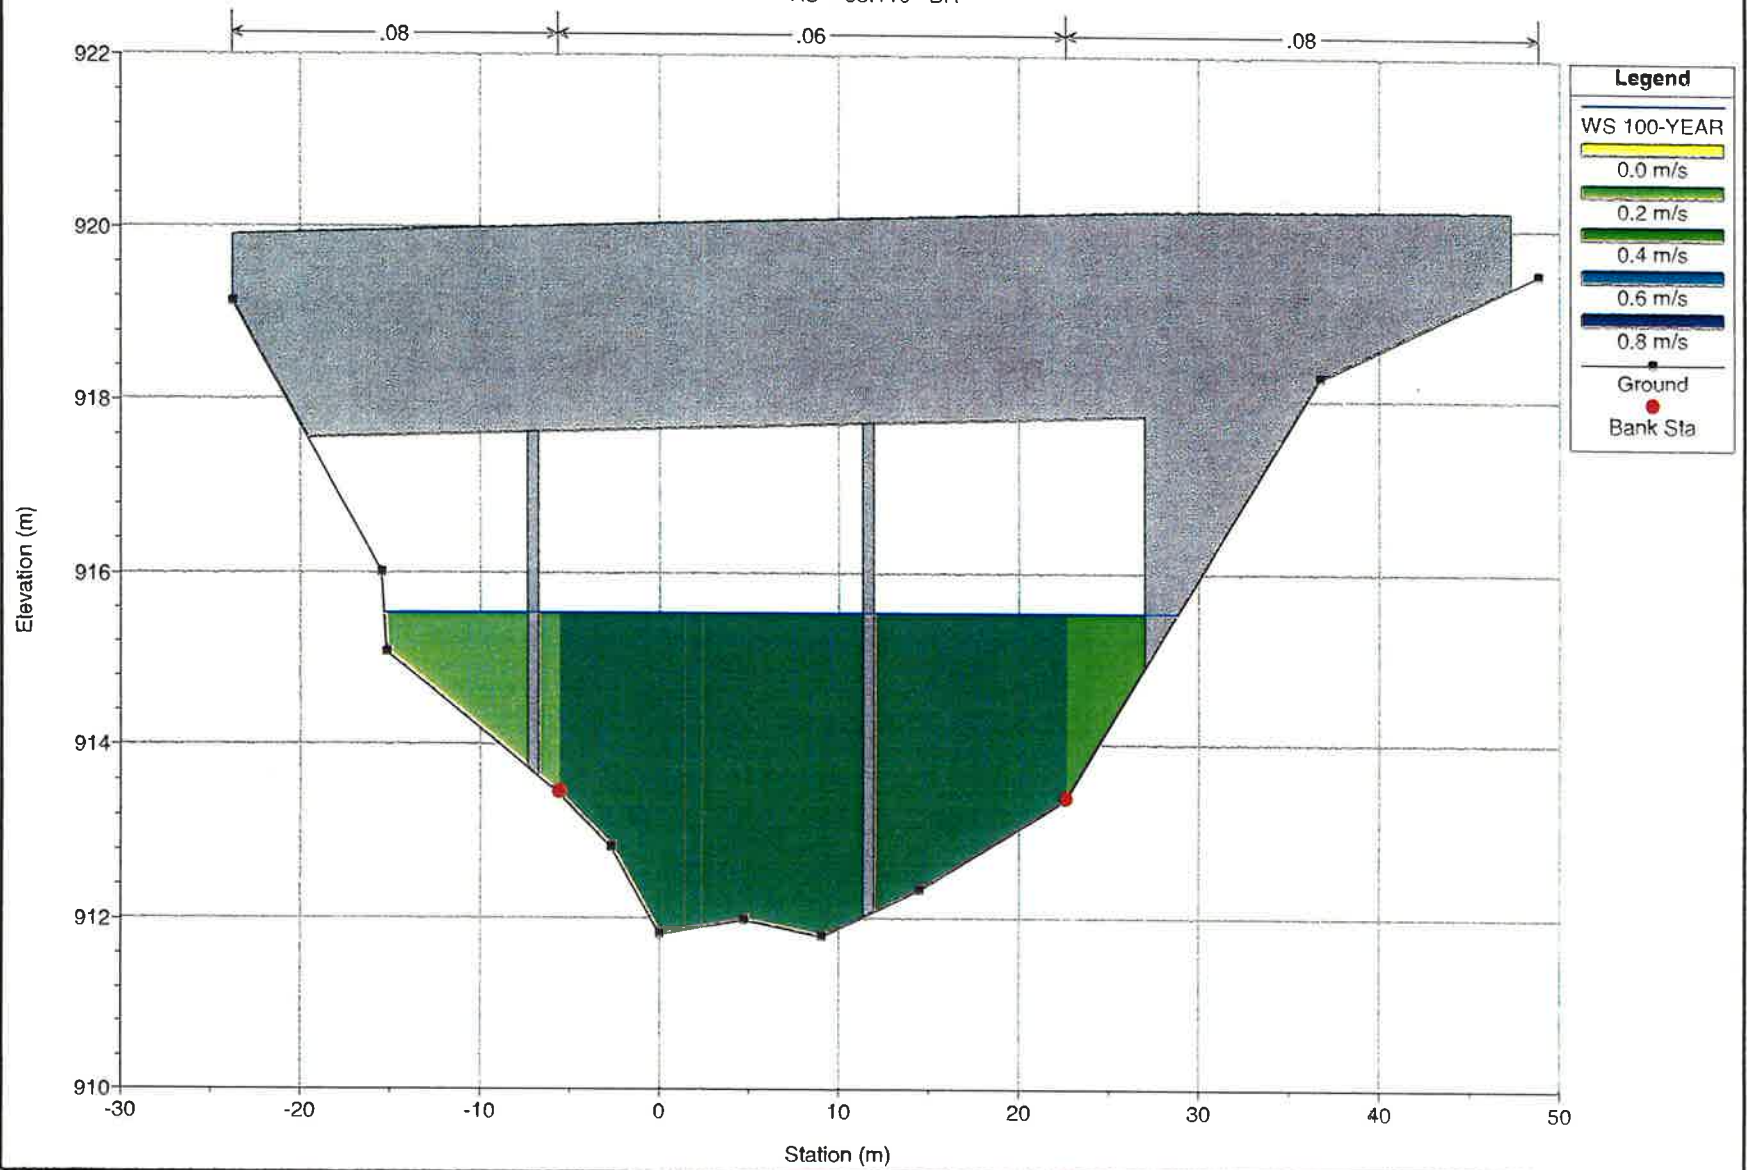 .08 .06 .08
922
920
918
916
914
912
910
-30 -20 -10 0 10 20 30 40 50
Elevation (m)
Station (m)
Legend
WS 100-YEAR
0.0 m/s
0.2 m/s
0.4 m/s
0.6 m/s
0.8 m/s
Ground
Bank Sta